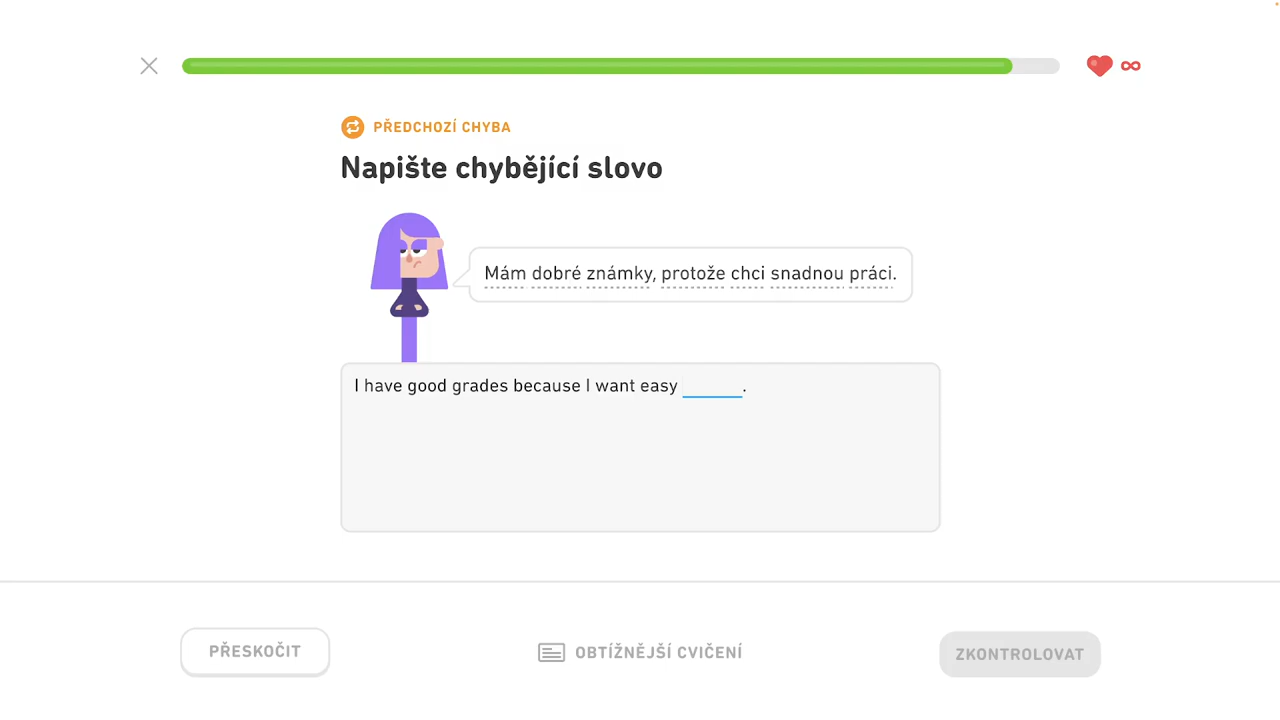 PŘEDCHOZÍ CHYBA
Napište chybějící slovo
Mám dobré známky, protože chci snadnou práci.
I have good grades because I want easy ______.
PŘESKOČIT
OBTÍŽNĚJŠÍ CVIČENÍ
ZKONTROLOVAT